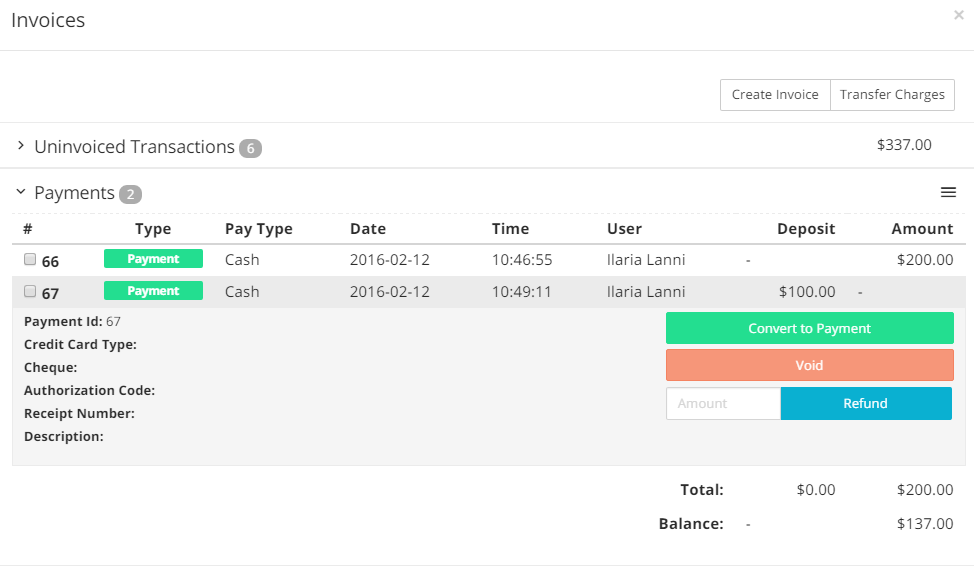 Invoices ×
Create Invoice Transfer Charges
Uninvoiced Transactions 6 $337.00
Payments 2
# Type Pay Type Date Time User Deposit Amount
66 Payment Cash 2016-02-12 10:46:55 Ilaria Lanni - $200.00
67 Payment Cash 2016-02-12 10:49:11 Ilaria Lanni $100.00 -
Payment Id: 67
Credit Card Type:
Cheque:
Authorization Code:
Receipt Number:
Description:
Convert to Payment
Void
Amount Refund
Total: $0.00 $200.00
Balance: - $137.00